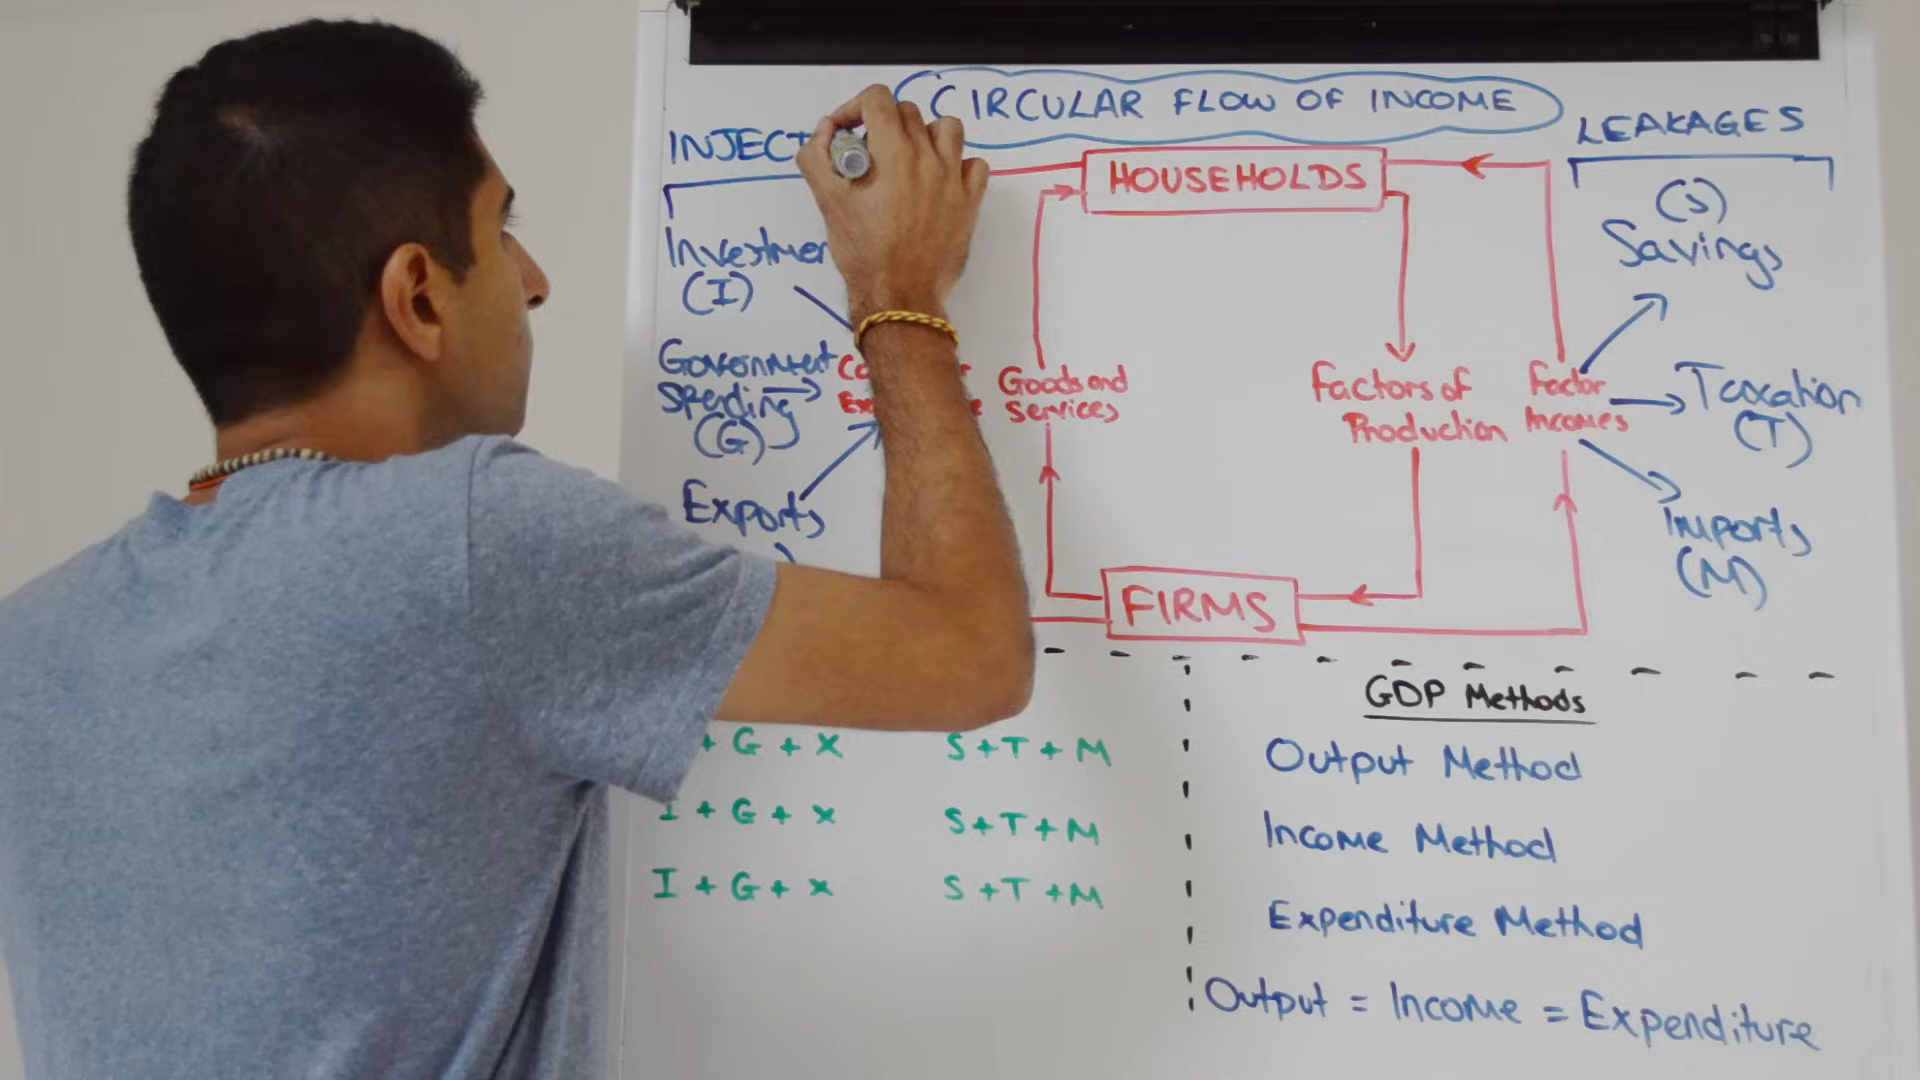 CIRCULAR FLOW OF INCOME
INJECT
LEAKAGES
HOUSEHOLDS
(S)
Savings
Investmen
(I)
Government
Spending
(G)
Goods and
Services
Factors of
Production
Factor
Incomes
Taxation
(T)
Exports
Imports
(M)
FIRMS
GDP Methods
+ G + X
S + T + M
Output Method
I + G + X
S + T + M
Income Method
I + G + X
S + T + M
Expenditure Method
Output = Income = Expenditure